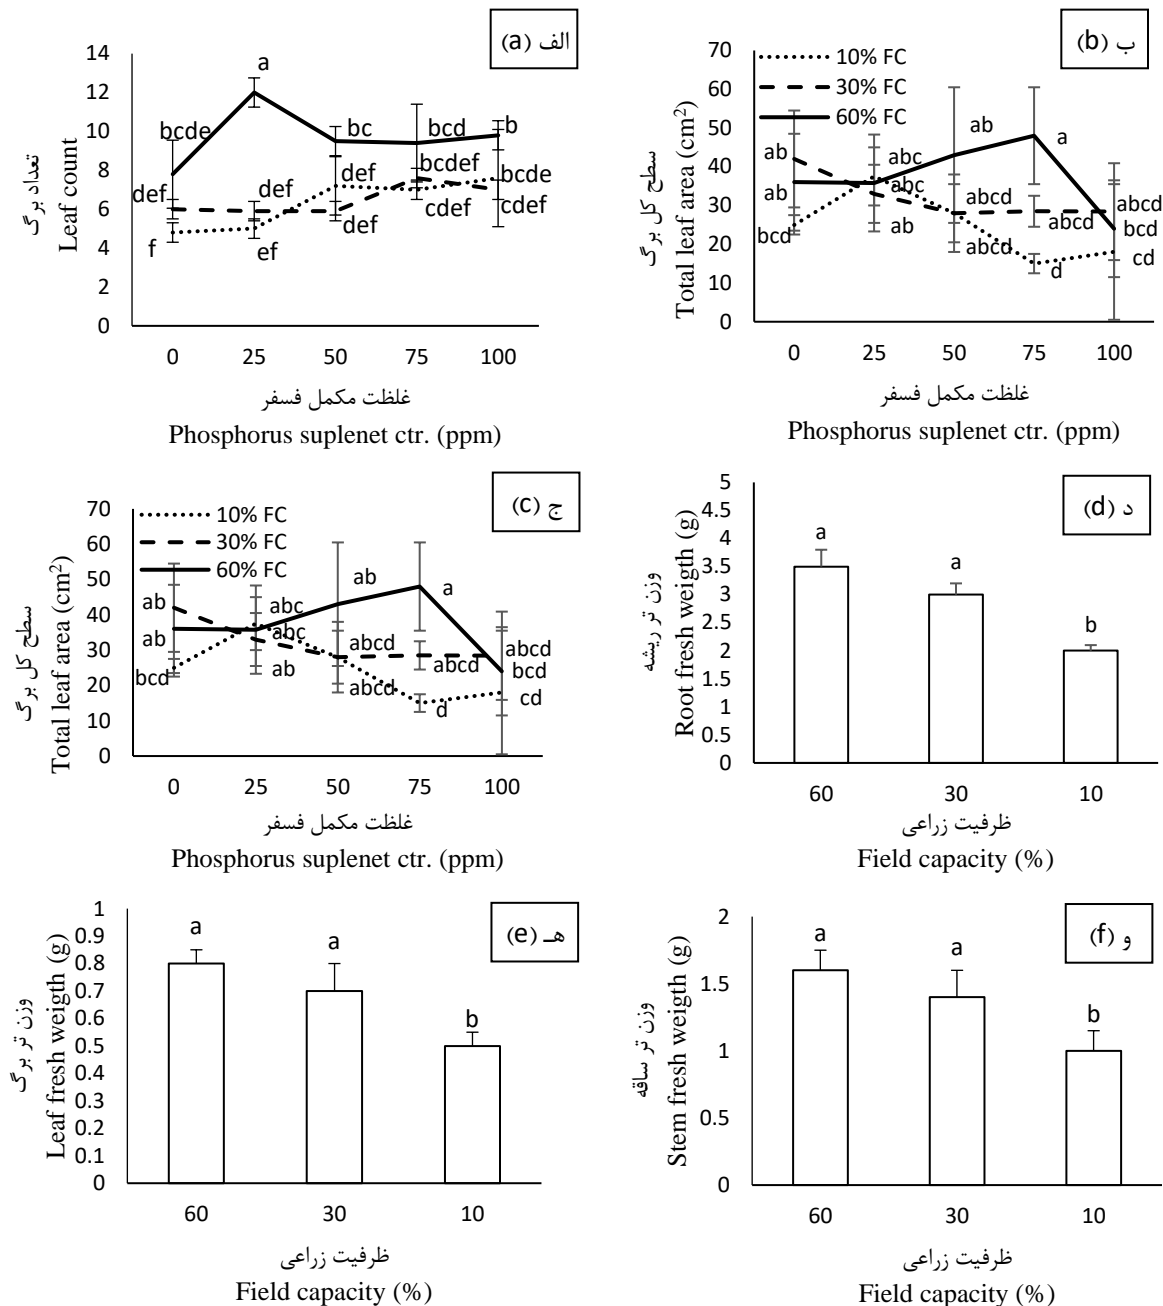 الف (a)
تعداد برگ
Leaf count
14
12
10
8
6
4
2
0
a
bcde
bc
bcd
b
def
def
def
bcdef
bcde
f
ef
def
cdef
cdef
0 25 50 75 100
غلظت مکمل فسفر
Phosphorus suplenet ctr. (ppm)
ب (b)
سطح کل برگ
Total leaf area (cm²)
70
60
50
40
30
20
10
0
10% FC
30% FC
60% FC
ab
ab
bcd
abc
abc
ab
ab
abcd
abcd
a
abcd
d
abcd
bcd
cd
0 25 50 75 100
غلظت مکمل فسفر
Phosphorus suplenet ctr. (ppm)
ج (c)
سطح کل برگ
Total leaf area (cm²)
70
60
50
40
30
20
10
0
10% FC
30% FC
60% FC
ab
ab
bcd
abc
abc
ab
ab
abcd
abcd
a
abcd
d
abcd
bcd
cd
0 25 50 75 100
غلظت مکمل فسفر
Phosphorus suplenet ctr. (ppm)
د (d)
وزن تر ریشه
Root fresh weigth (g)
5
4.5
4
3.5
3
2.5
2
1.5
1
0.5
0
a a b
60 30 10
ظرفیت زراعی
Field capacity (%)
هـ (e)
وزن تر برگ
Leaf fresh weigth (g)
1
0.9
0.8
0.7
0.6
0.5
0.4
0.3
0.2
0.1
0
a a b
60 30 10
ظرفیت زراعی
Field capacity (%)
و (f)
وزن تر ساقه
Stem fresh weigth (g)
2
1.5
1
0.5
0
a a b
60 30 10
ظرفیت زراعی
Field capacity (%)